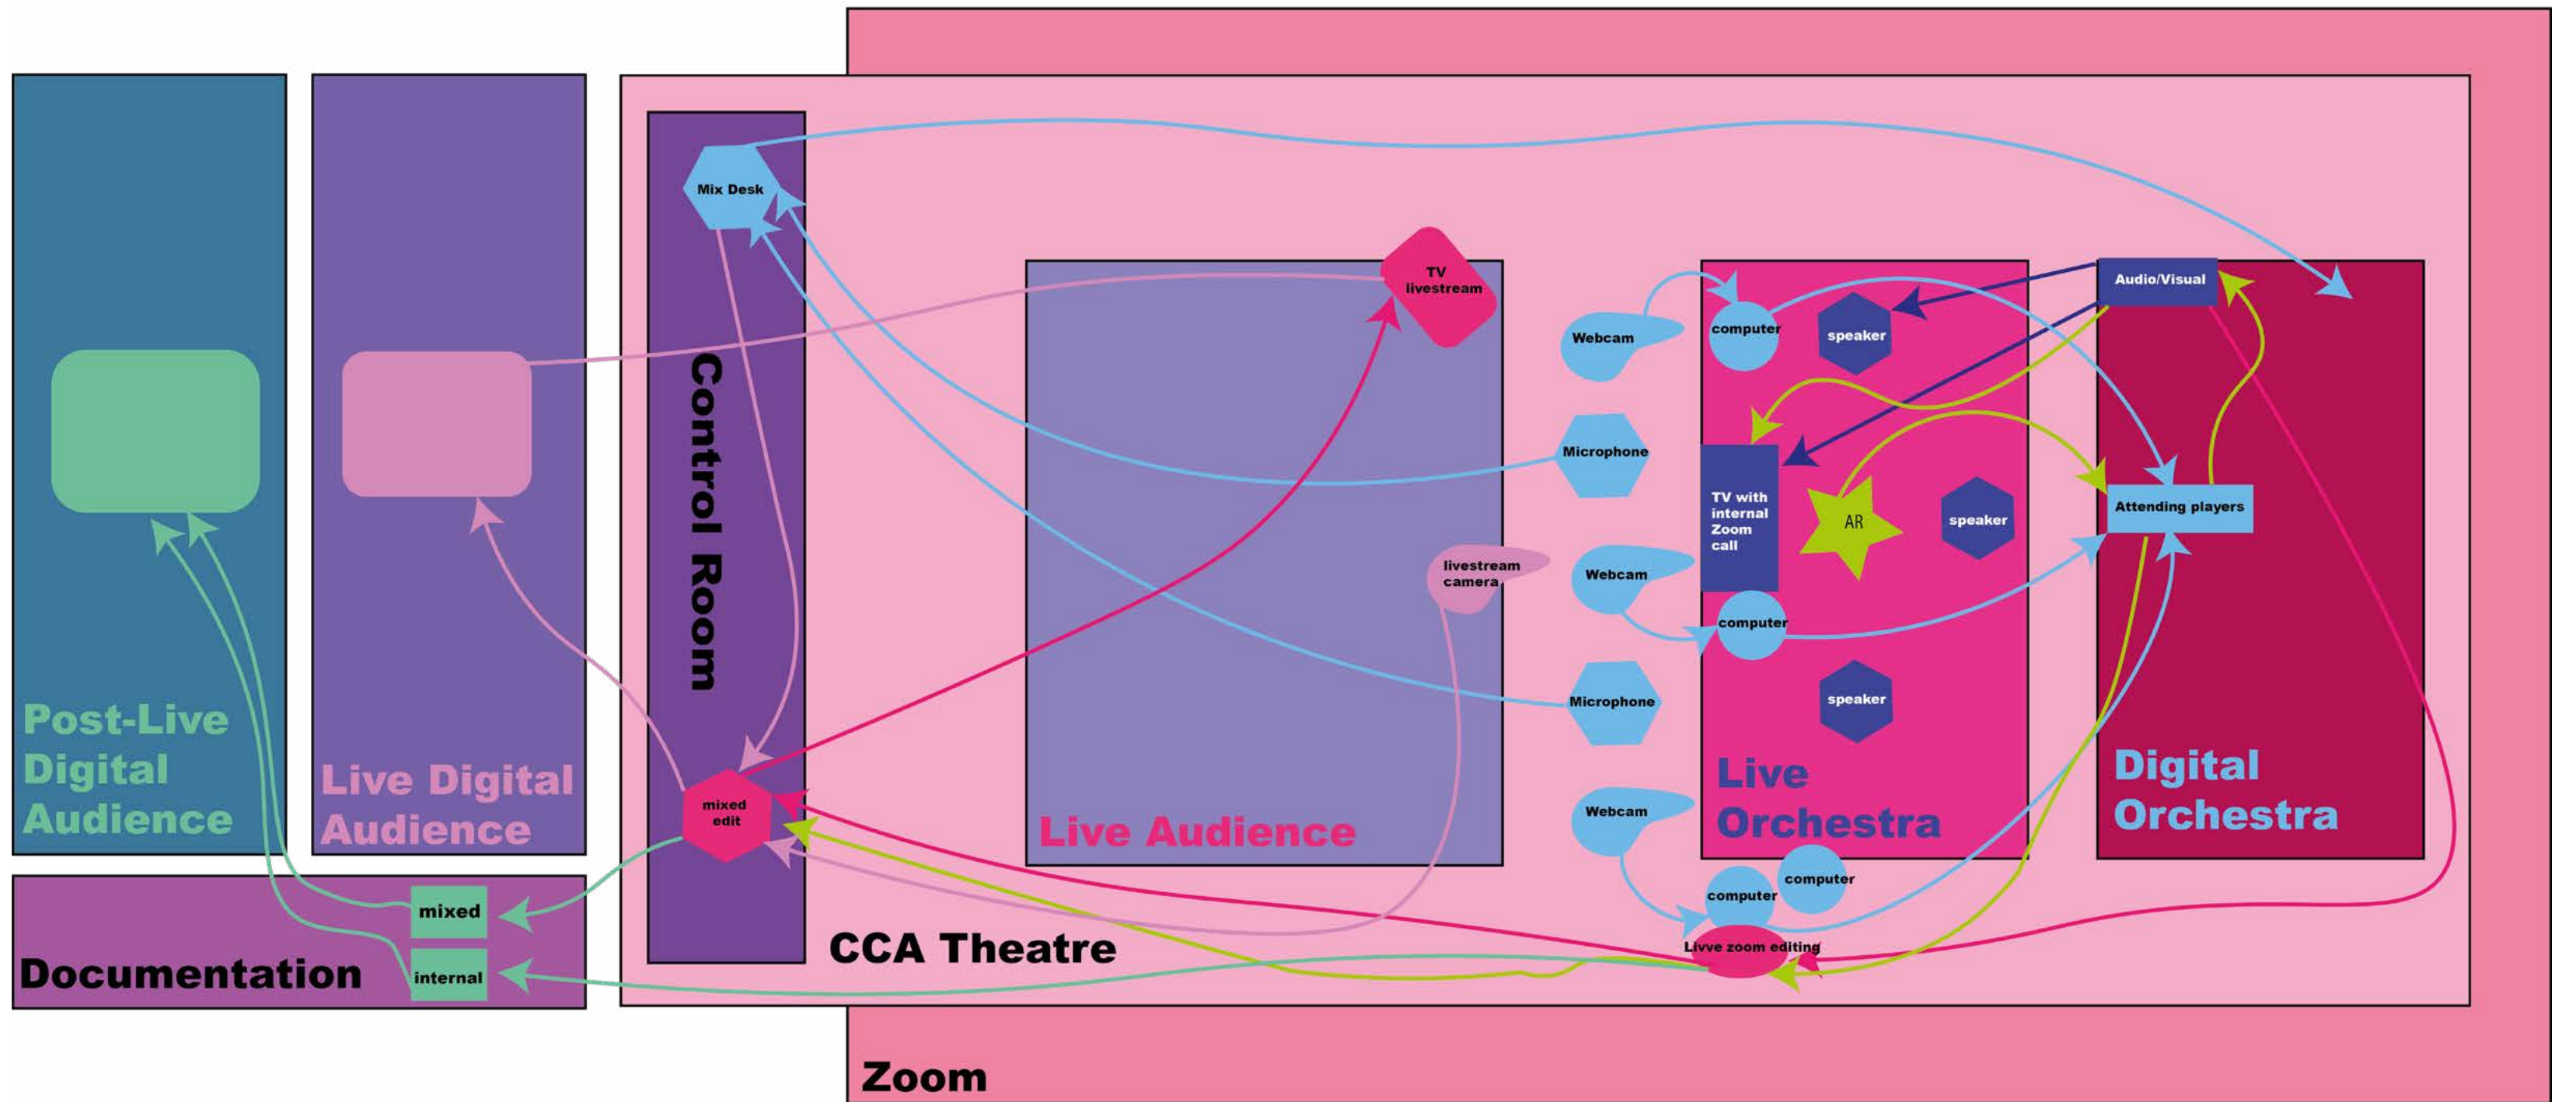 Post-Live
Digital
Audience
Live Digital
Audience
Documentation
mixed
internal
Control Room
Mix Desk
mixed
edit
CCA Theatre
Zoom
Live Audience
TV
livestream
livestream
camera
Webcam
Microphone
Webcam
Microphone
Webcam
computer
speaker
TV with
internal
Zoom
call
AR
speaker
computer
speaker
Live
Orchestra
computer
computer
Livve zoom editing
Audio/Visual
Attending players
Digital
Orchestra